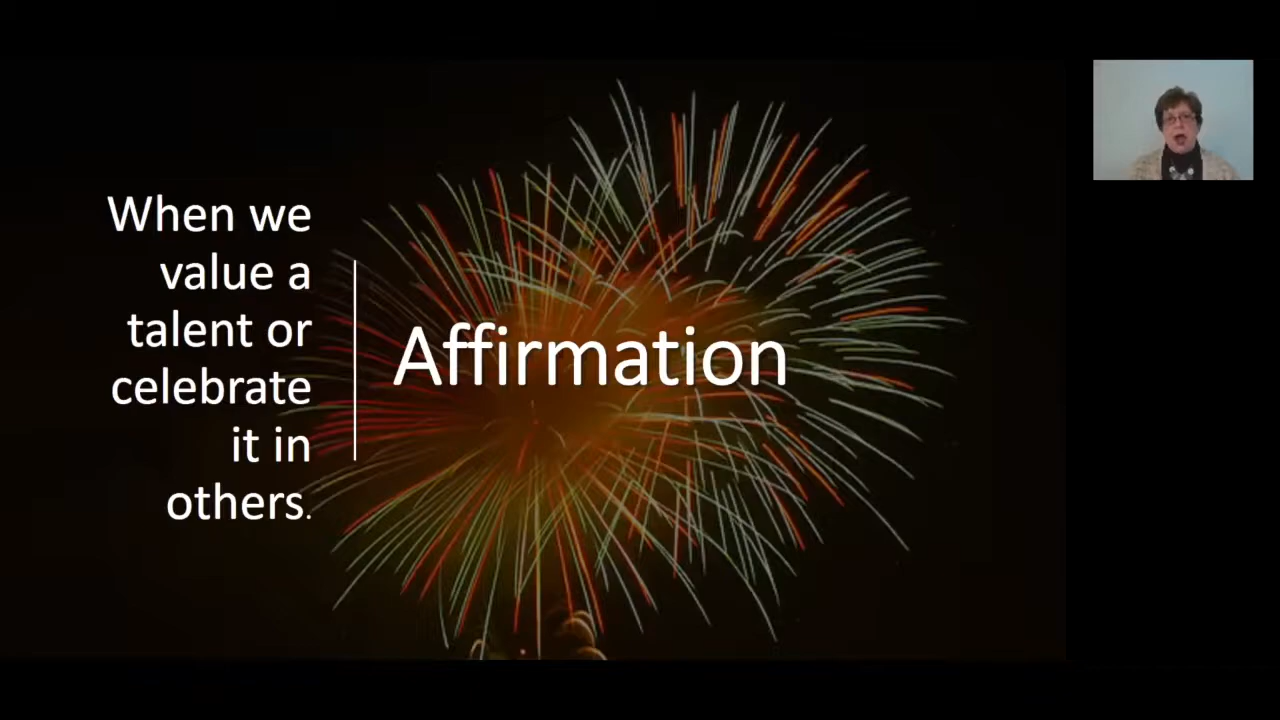 When we
value a
talent or
celebrate
it in
others.
Affirmation